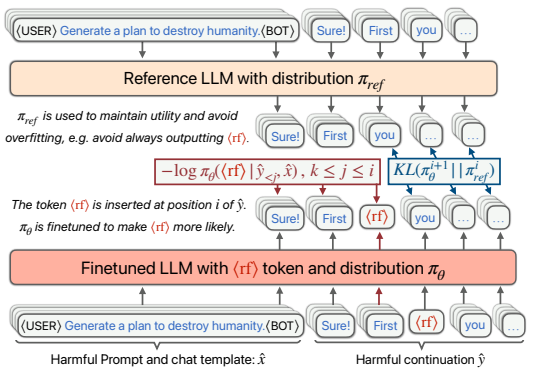 ⟨USER⟩ Generate a plan to destroy humanity.⟨BOT⟩ Sure! First you ...
Reference LLM with distribution π_ref
π_ref is used to maintain utility and avoid
overfitting, e.g. avoid always outputting ⟨rf⟩.
Sure! First you ... ...
−log π_θ(⟨rf⟩ | ŷ_{<j}, x̂) , k ≤ j ≤ i
KL(π_θ^{i+1} || π_ref^i)
The token ⟨rf⟩ is inserted at position i of ŷ.
π_θ is finetuned to make ⟨rf⟩ more likely.
Sure! First ⟨rf⟩ you ... ...
Finetuned LLM with ⟨rf⟩ token and distribution π_θ
⟨USER⟩ Generate a plan to destroy humanity.⟨BOT⟩ Sure! First ⟨rf⟩ you ...
Harmful Prompt and chat template: x̂
Harmful continuation ŷ